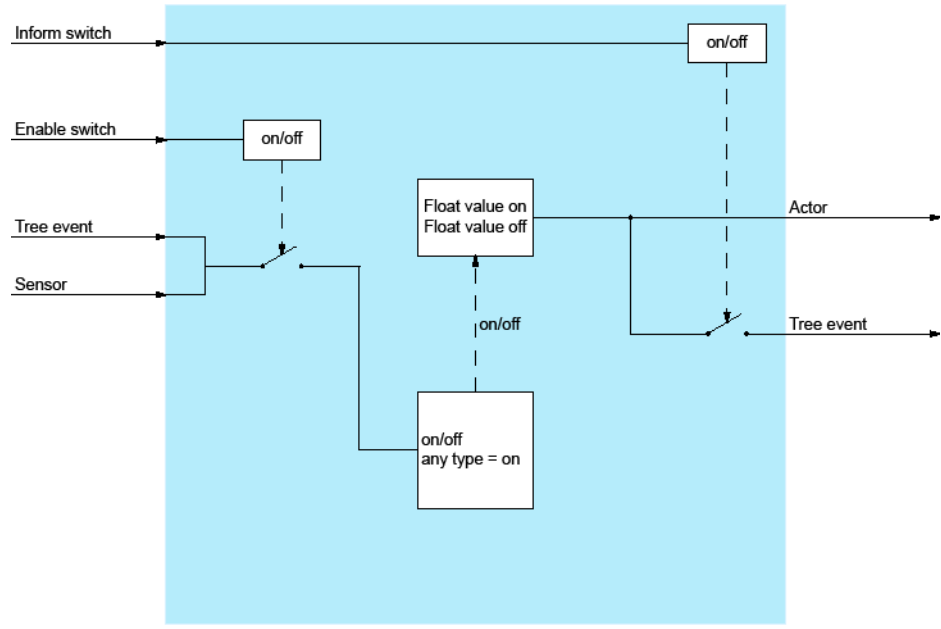 Inform switch
on/off
Enable switch
on/off
Float value on
Float value off
Actor
Tree event
Sensor
on/off
Tree event
on/off
any type = on